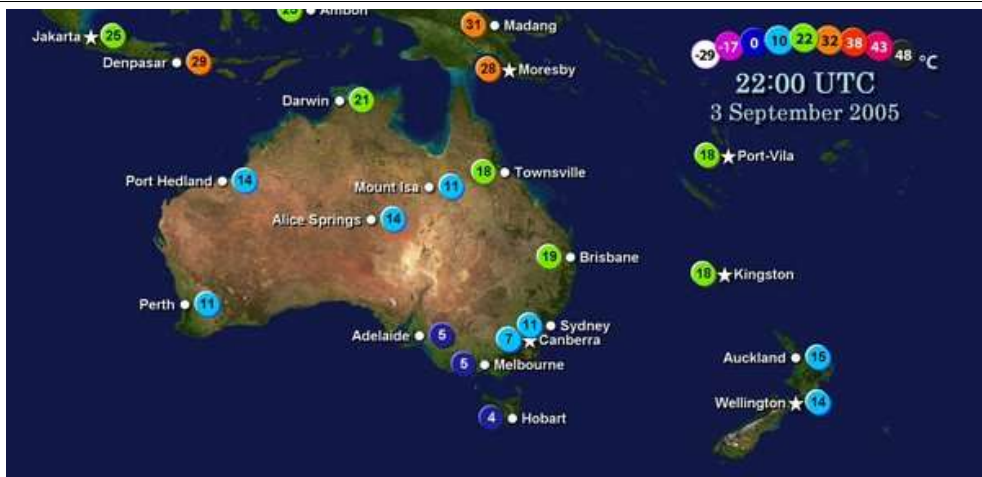 Ambon
31 Madang
Jakarta 25
Denpasar 29
28 Moresby
-29 -17 0 10 22 32 38 43 48 °C
22:00 UTC
3 September 2005
Darwin 21
18 Port-Vila
18 Townsville
Port Hedland 14
Mount Isa 11
Alice Springs 14
19 Brisbane
18 Kingston
Perth 11
11 Sydney
Adelaide 5
7 Canberra
Auckland 15
5 Melbourne
Wellington 14
4 Hobart